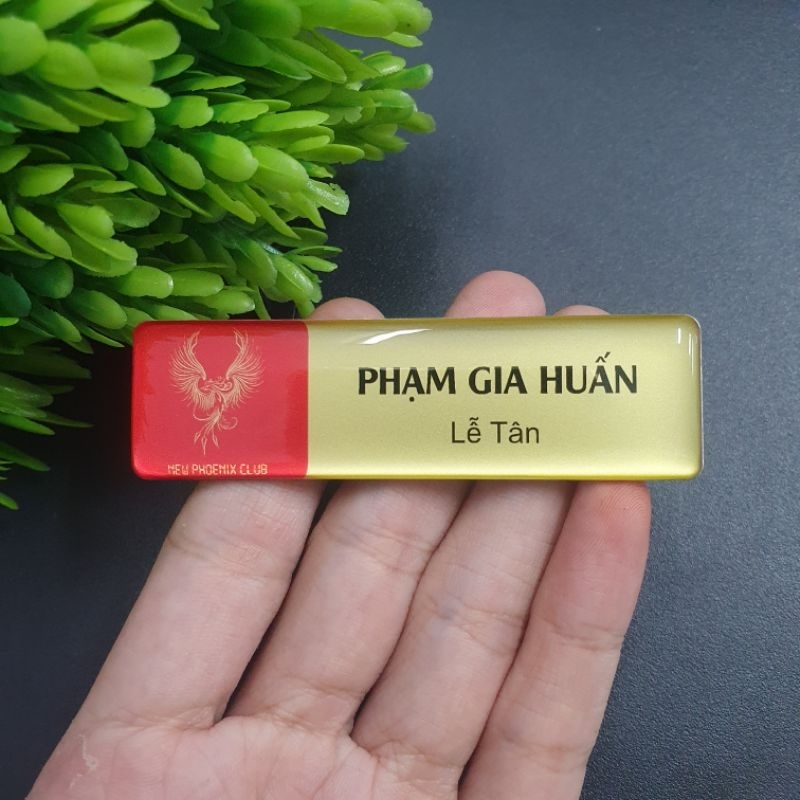 PHẠM GIA HUẤN
Lễ Tân
NEW PHOENIX CLUB